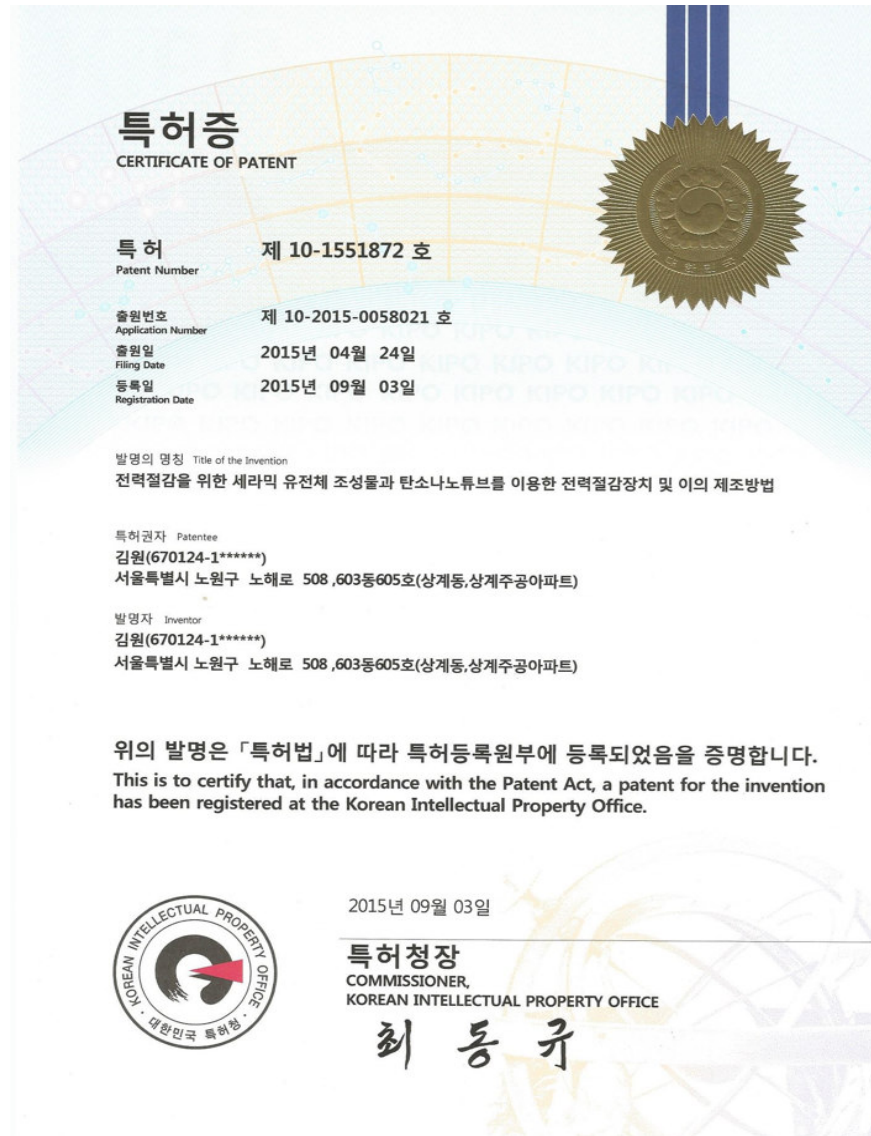 특허증
CERTIFICATE OF PATENT
특 허 제 10-1551872 호
Patent Number
출원번호 제 10-2015-0058021 호
Application Number
출원일 2015년 04월 24일
Filing Date
등록일 2015년 09월 03일
Registration Date
KIPO KIPO KIPO KIPO
발명의 명칭 Title of the Invention
전력절감을 위한 세라믹 유전체 조성물과 탄소나노튜브를 이용한 전력절감장치 및 이의 제조방법
특허권자 Patentee
김원(670124-1******)
서울특별시 노원구 노해로 508 ,603동605호(상계동,상계주공아파트)
발명자 Inventor
김원(670124-1******)
서울특별시 노원구 노해로 508 ,603동605호(상계동,상계주공아파트)
위의 발명은 「특허법」에 따라 특허등록원부에 등록되었음을 증명합니다.
This is to certify that, in accordance with the Patent Act, a patent for the invention
has been registered at the Korean Intellectual Property Office.
2015년 09월 03일
특허청장
COMMISSIONER,
KOREAN INTELLECTUAL PROPERTY OFFICE
최 동 규
KOREAN INTELLECTUAL PROPERTY OFFICE
대한민국 특허청
대한민국